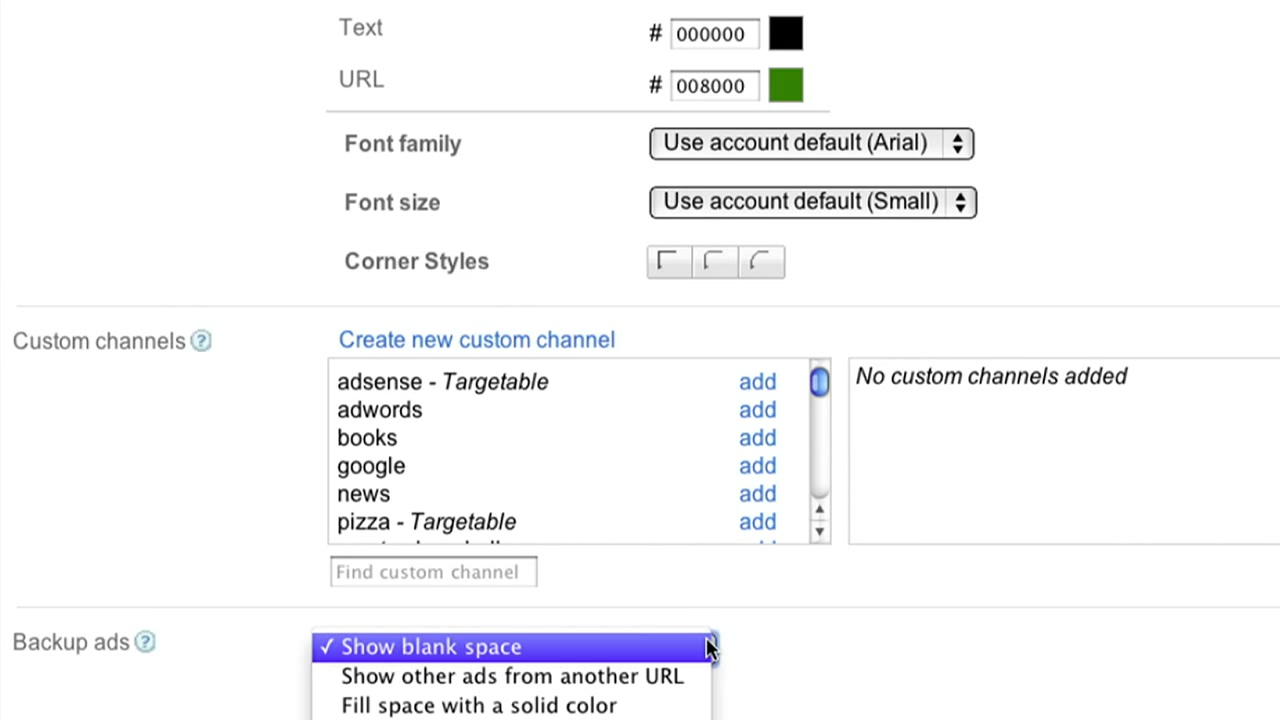 Text # 000000
URL # 008000
Font family Use account default (Arial)
Font size Use account default (Small)
Corner Styles
Custom channels ? Create new custom channel
adsense - Targetable add No custom channels added
adwords add
books add
google add
news add
pizza - Targetable add
Find custom channel
Backup ads ? ✓ Show blank space
Show other ads from another URL
Fill space with a solid color